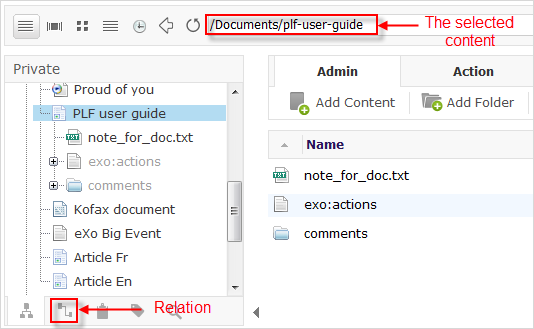 /Documents/plf-user-guide
The selected
content
Private
Proud of you
PLF user guide
note_for_doc.txt
exo:actions
comments
Kofax document
eXo Big Event
Article Fr
Article En
Relation
Admin
Action
Add Content
Add Folder
Name
TXT note_for_doc.txt
exo:actions
comments